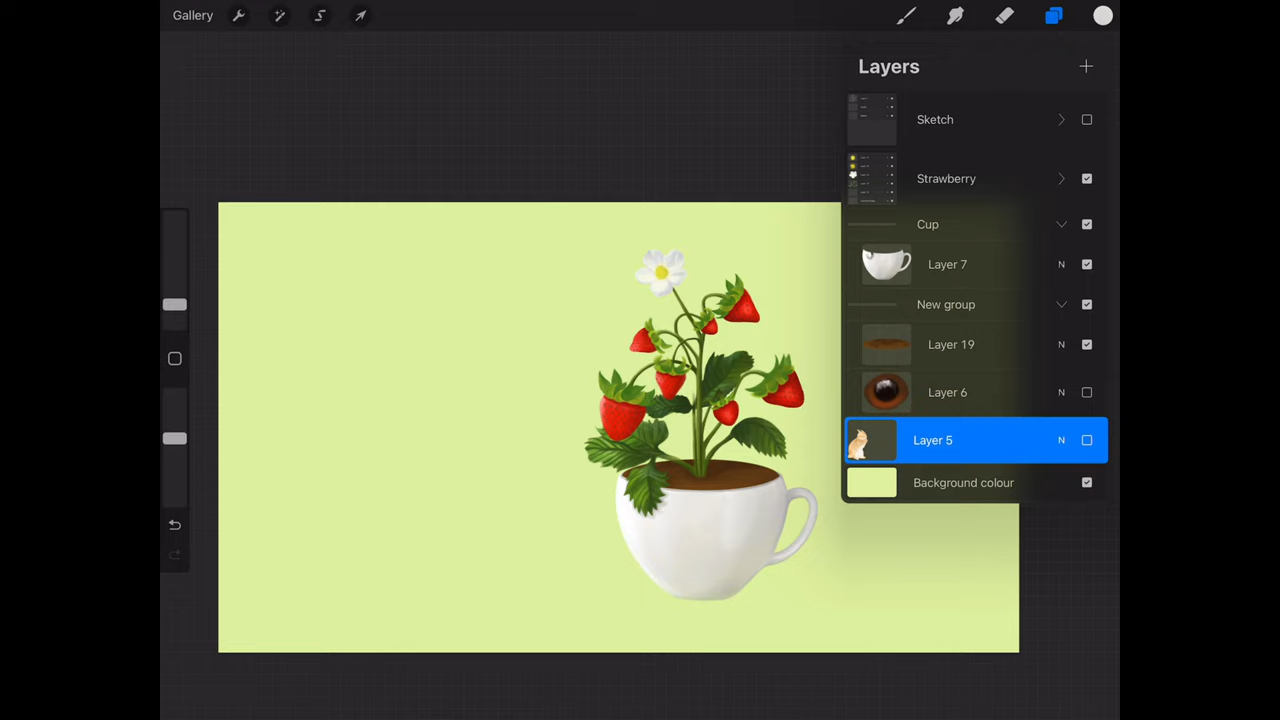 Gallery
Layers
Sketch
Strawberry
Cup
Layer 7 N
New group
Layer 19 N
Layer 6 N
Layer 5 N
Background colour